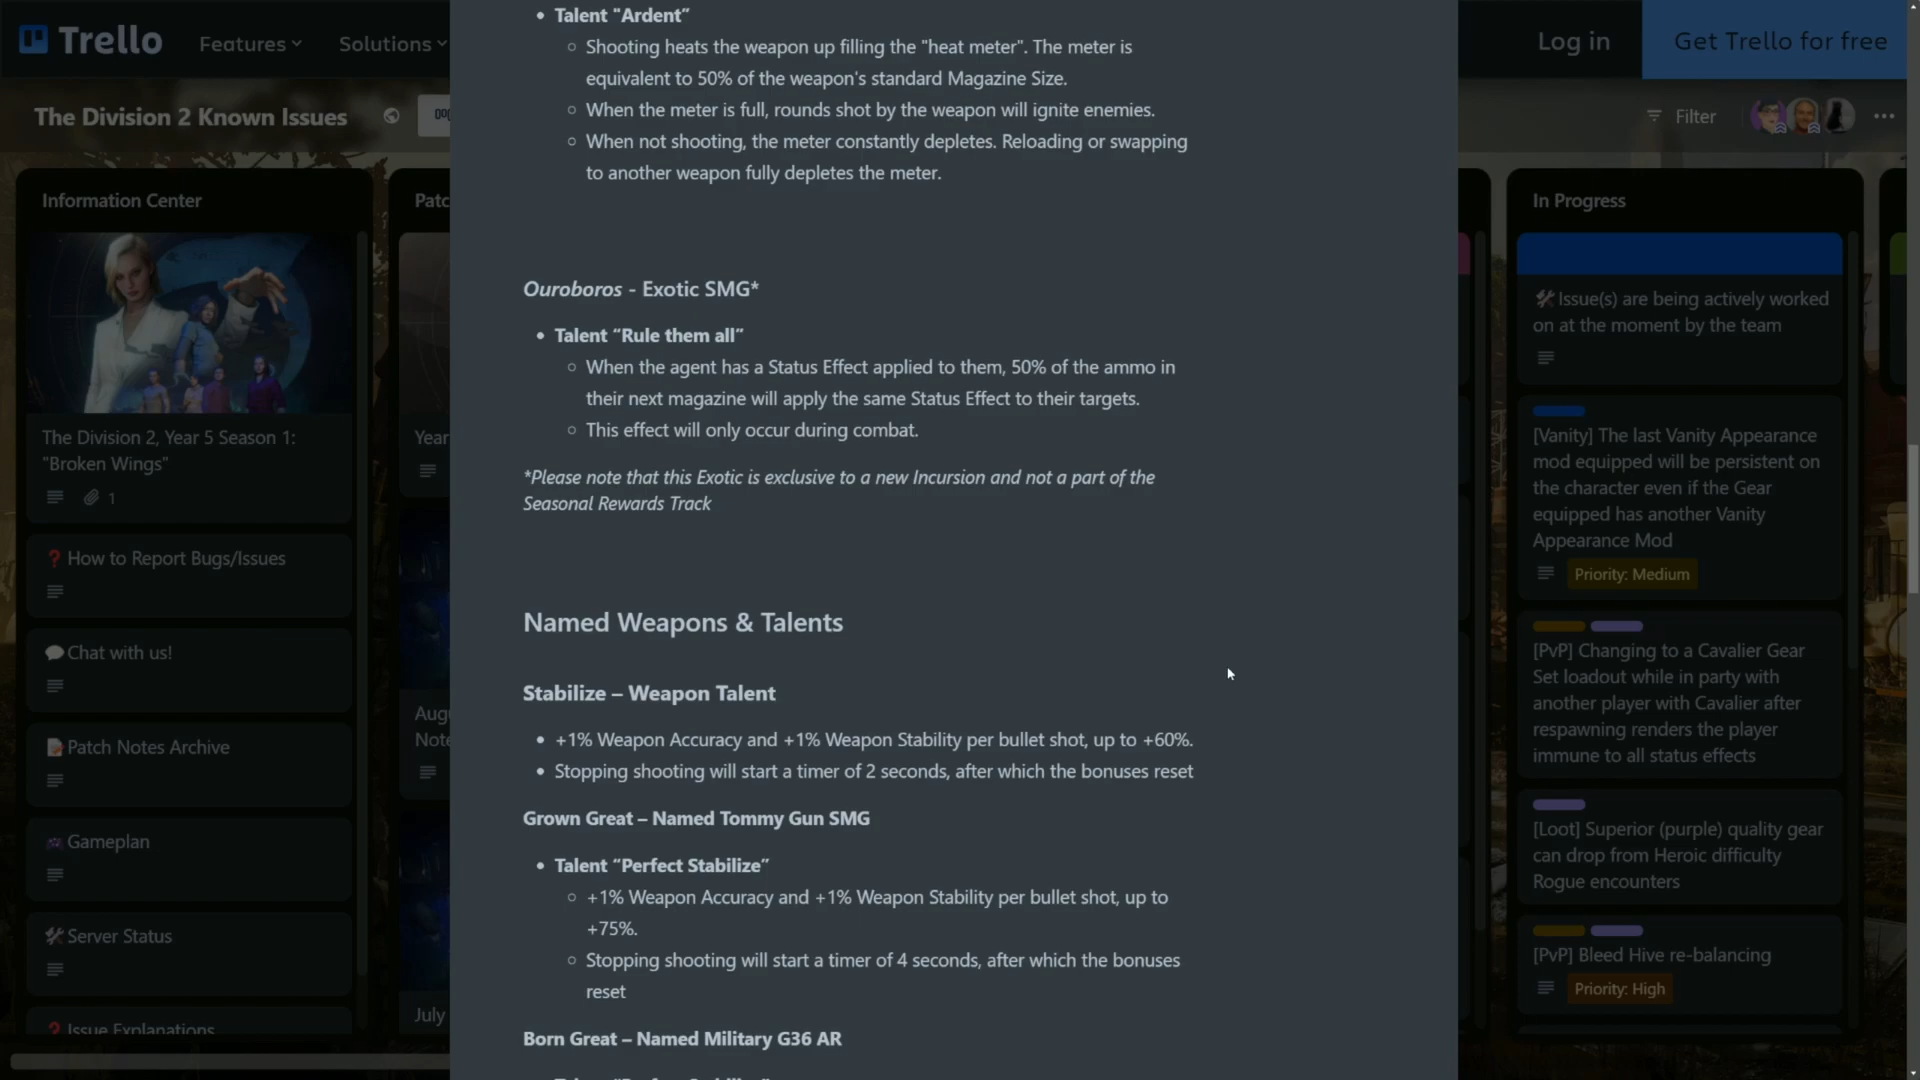 Trello
Features
Solutions
Log in
Get Trello for free
The Division 2 Known Issues
Filter
Information Center
The Division 2, Year 5 Season 1:
"Broken Wings"
1
❓ How to Report Bugs/Issues
💬 Chat with us!
📝 Patch Notes Archive
🎮 Gameplan
🛠 Server Status
❓ Issue Explanations
Patc
Year
Aug
Note
July
• Talent "Ardent”
○ Shooting heats the weapon up filling the "heat meter". The meter is
equivalent to 50% of the weapon's standard Magazine Size.
○ When the meter is full, rounds shot by the weapon will ignite enemies.
○ When not shooting, the meter constantly depletes. Reloading or swapping
to another weapon fully depletes the meter.
Ouroboros - Exotic SMG*
• Talent “Rule them all”
○ When the agent has a Status Effect applied to them, 50% of the ammo in
their next magazine will apply the same Status Effect to their targets.
○ This effect will only occur during combat.
*Please note that this Exotic is exclusive to a new Incursion and not a part of the
Seasonal Rewards Track
Named Weapons & Talents
Stabilize – Weapon Talent
• +1% Weapon Accuracy and +1% Weapon Stability per bullet shot, up to +60%.
• Stopping shooting will start a timer of 2 seconds, after which the bonuses reset
Grown Great – Named Tommy Gun SMG
• Talent “Perfect Stabilize”
○ +1% Weapon Accuracy and +1% Weapon Stability per bullet shot, up to
+75%.
○ Stopping shooting will start a timer of 4 seconds, after which the bonuses
reset
Born Great – Named Military G36 AR
In Progress
🛠 Issue(s) are being actively worked
on at the moment by the team
[Vanity] The last Vanity Appearance
mod equipped will be persistent on
the character even if the Gear
equipped has another Vanity
Appearance Mod
Priority: Medium
[PvP] Changing to a Cavalier Gear
Set loadout while in party with
another player with Cavalier after
respawning renders the player
immune to all status effects
[Loot] Superior (purple) quality gear
can drop from Heroic difficulty
Rogue encounters
[PvP] Bleed Hive re-balancing
Priority: High